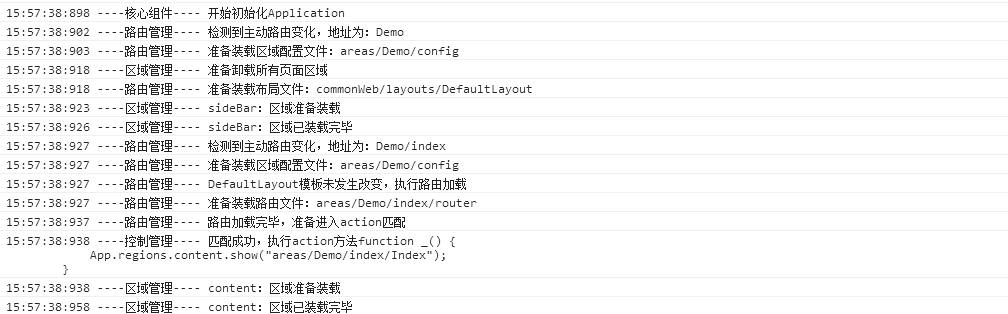 15:57:38:898 ----核心组件---- 开始初始化Application
15:57:38:902 ----路由管理---- 检测到主动路由变化，地址为：Demo
15:57:38:903 ----路由管理---- 准备装载区域配置文件：areas/Demo/config
15:57:38:918 ----区域管理---- 准备卸载所有页面区域
15:57:38:918 ----路由管理---- 准备装载布局文件：commonWeb/layouts/DefaultLayout
15:57:38:923 ----区域管理---- sideBar：区域准备装载
15:57:38:926 ----区域管理---- sideBar：区域已装载完毕
15:57:38:927 ----路由管理---- 检测到主动路由变化，地址为：Demo/index
15:57:38:927 ----路由管理---- 准备装载区域配置文件：areas/Demo/config
15:57:38:927 ----路由管理---- DefaultLayout模板未发生改变，执行路由加载
15:57:38:927 ----路由管理---- 准备装载路由文件：areas/Demo/index/router
15:57:38:937 ----路由管理---- 路由加载完毕，准备进入action匹配
15:57:38:938 ----控制管理---- 匹配成功，执行action方法function _() {
App.regions.content.show("areas/Demo/index/Index");
}
15:57:38:938 ----区域管理---- content：区域准备装载
15:57:38:958 ----区域管理---- content：区域已装载完毕